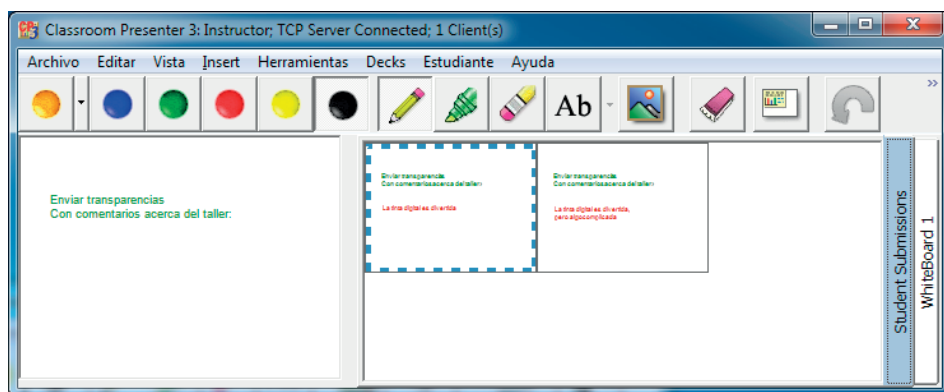 Classroom Presenter 3: Instructor; TCP Server Connected; 1 Client(s)
Archivo Editar Vista Insert Herramientas Decks Estudiante Ayuda
Ab
Enviar transparencias
Con comentarios acerca del taller:
Enviar transparencias
Con comentarios acerca del taller:
La tinta digital es divertida
Enviar transparencias
Con comentarios acerca del taller:
La tinta digital es divertida,
pero algo complicada
Student Submissions
WhiteBoard 1